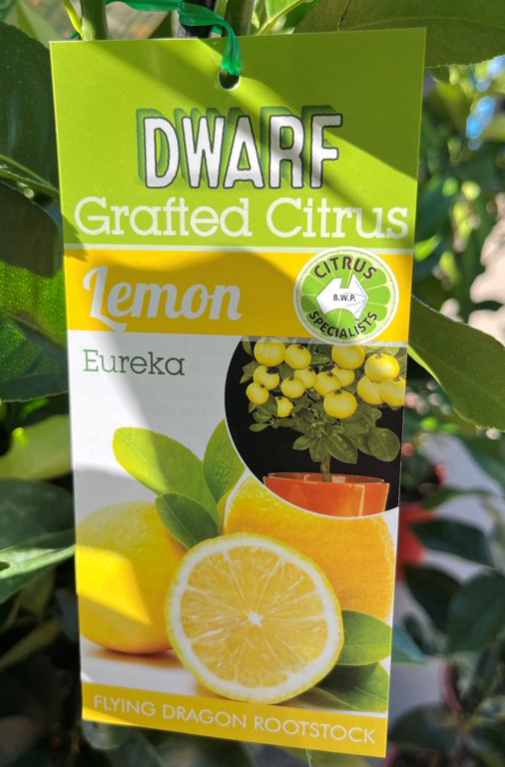 DWARF
Grafted Citrus
Lemon
CITRUS
B.W.P.
SPECIALISTS
Eureka
FLYING DRAGON ROOTSTOCK